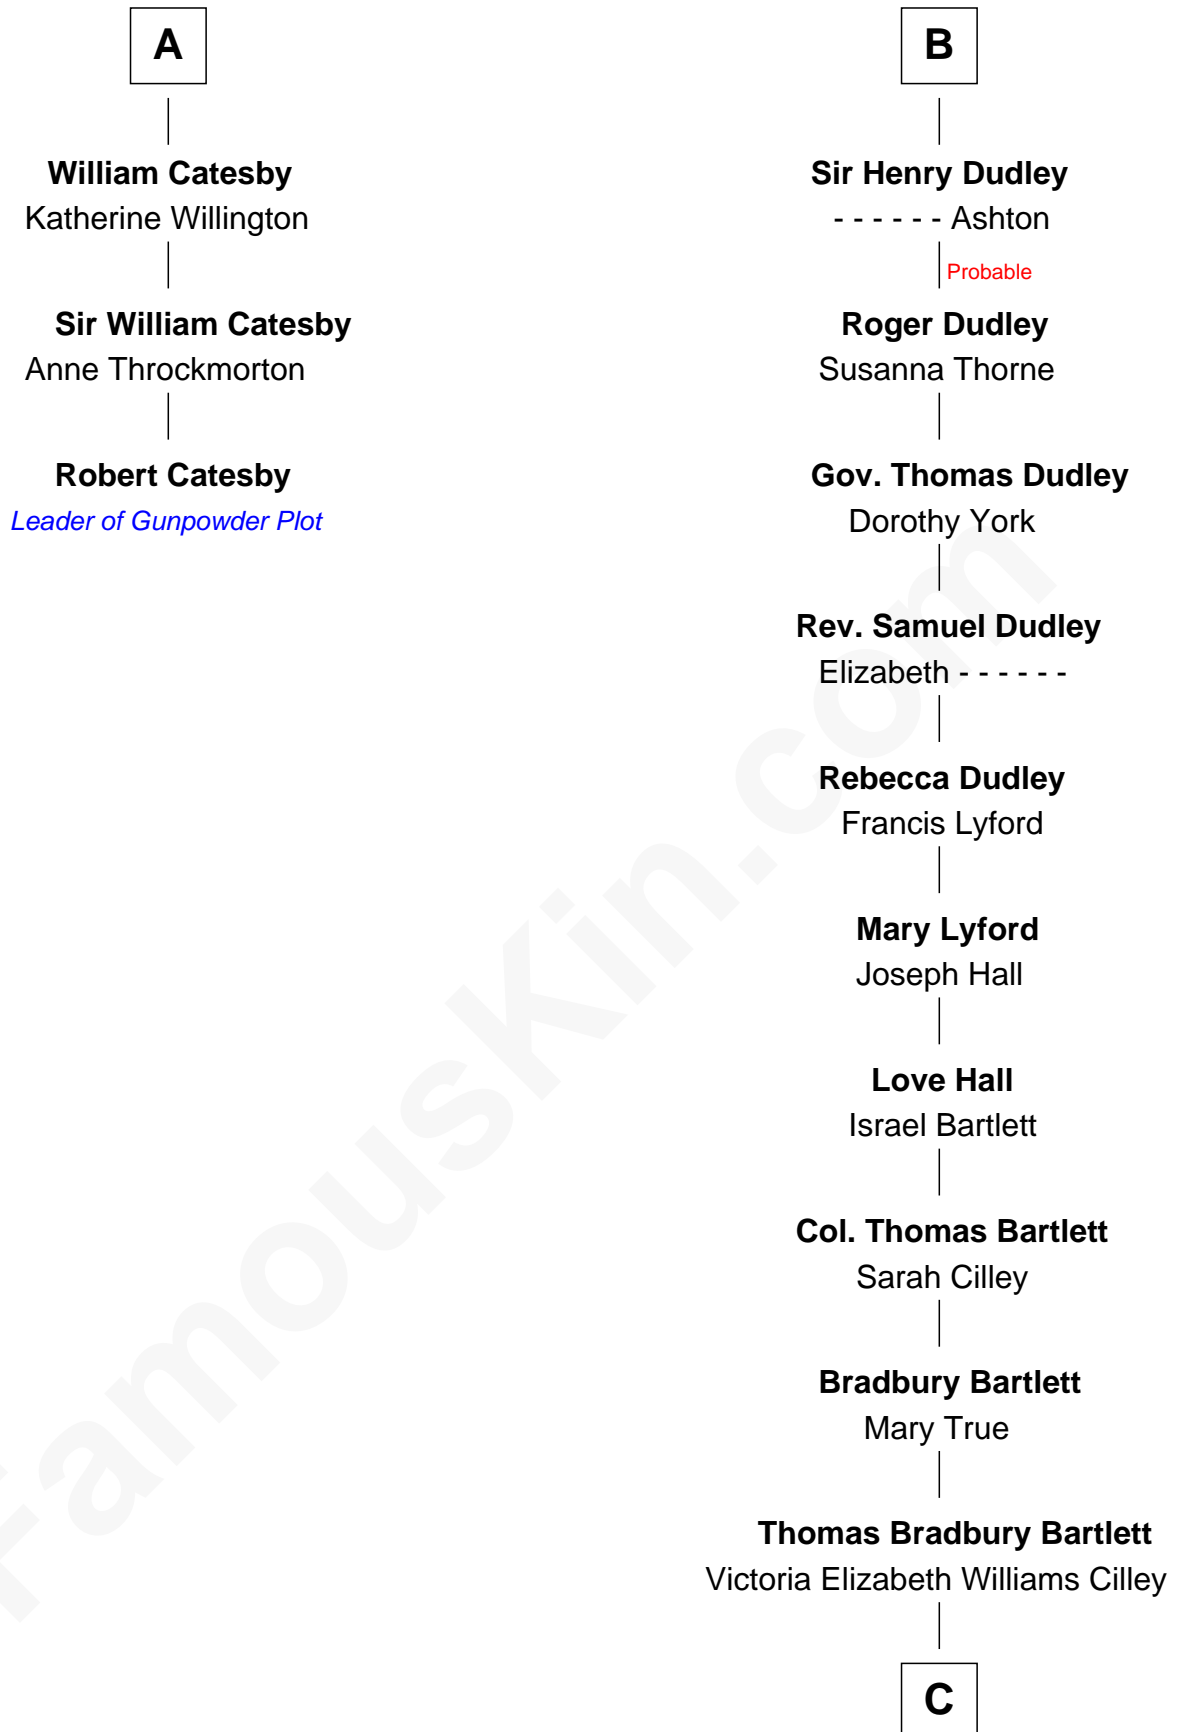 A
William Catesby
Katherine Willington
Sir William Catesby
Anne Throckmorton
Robert Catesby
Leader of Gunpowder Plot
B
Sir Henry Dudley
- - - - - - Ashton
Probable
Roger Dudley
Susanna Thorne
Gov. Thomas Dudley
Dorothy York
Rev. Samuel Dudley
Elizabeth - - - - - -
Rebecca Dudley
Francis Lyford
Mary Lyford
Joseph Hall
Love Hall
Israel Bartlett
Col. Thomas Bartlett
Sarah Cilley
Bradbury Bartlett
Mary True
Thomas Bradbury Bartlett
Victoria Elizabeth Williams Cilley
C
FamousKin.com